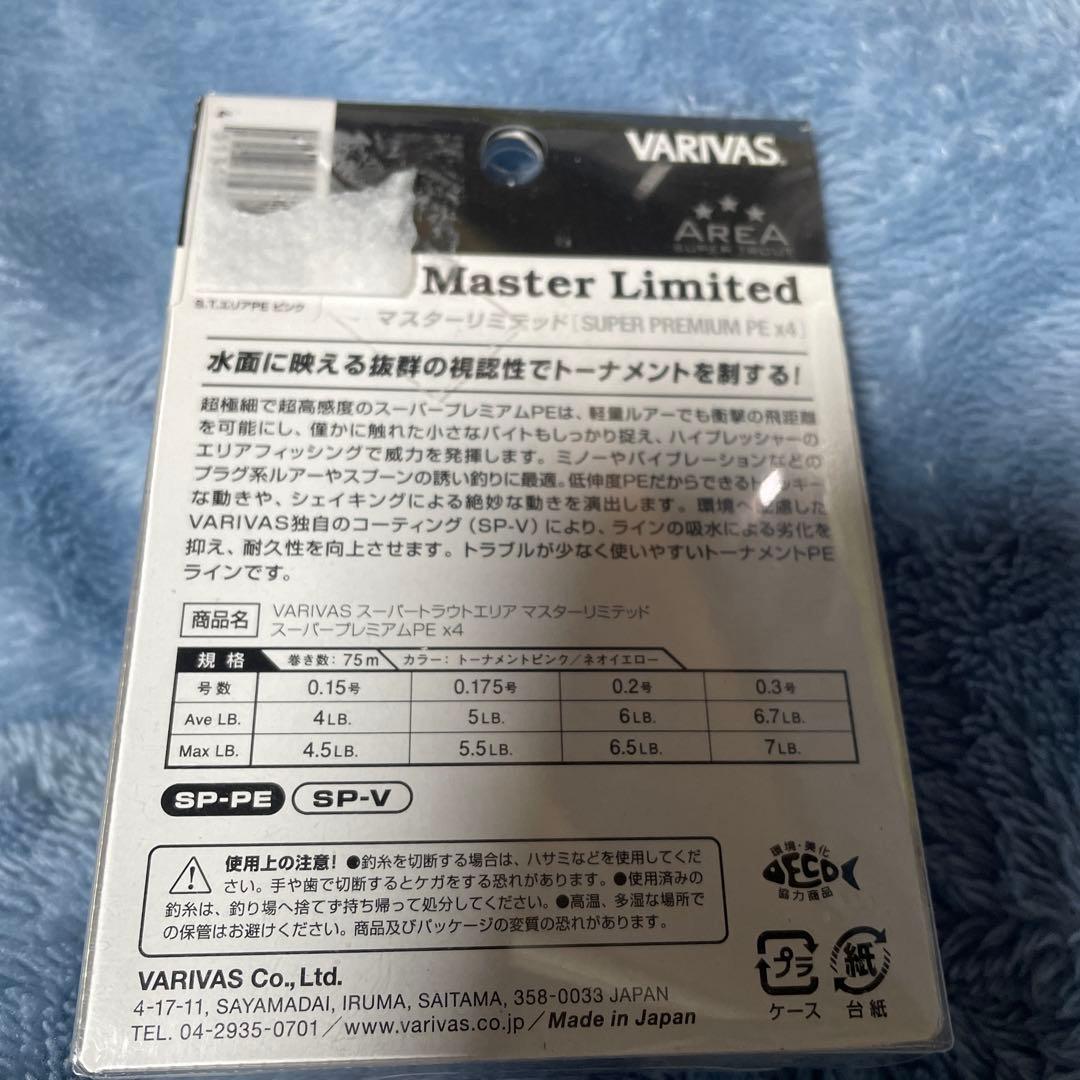 VARIVAS
AREA
SUPER TROUT
Master Limited
S.T.エリアPE ピンク
マスターリミテッド [SUPER PREMIUM PE x4]
水面に映える抜群の視認性でトーナメントを制する!
超極細で超高感度のスーパープレミアムPEは、軽量ルアーでも衝撃の飛距離
を可能にし、僅かに触れた小さなバイトもしっかり捉え、ハイプレッシャーの
エリアフィッシングで威力を発揮します。ミノーやバイブレーションなどの
プラグ系ルアーやスプーンの誘い釣りに最適。低伸度PEだからできるトリッキー
な動きや、シェイキングによる絶妙な動きを演出します。環境へ配慮した
VARIVAS独自のコーティング(SP-V)により、ラインの吸水による劣化を
抑え、耐久性を向上させます。トラブルが少なく使いやすいトーナメントPE
ラインです。
商品名 VARIVAS スーパートラウトエリア マスターリミテッド
スーパープレミアムPE x4
規格 巻き数:75m カラー:トーナメントピンク/ネオイエロー
号数 0.15号 0.175号 0.2号 0.3号
Ave LB. 4LB. 5LB. 6LB. 6.7LB.
Max LB. 4.5LB. 5.5LB. 6.5LB. 7LB.
SP-PE SP-V
使用上の注意! ●釣糸を切断する場合は、ハサミなどを使用してくだ
さい。手や歯で切断するとケガをする恐れがあります。●使用済みの
釣糸は、釣り場へ捨てず持ち帰って処分してください。●高温、多湿な場所で
の保管はお避けください。商品及びパッケージの変質の恐れがあります。
環境・美化
DECO
協力商品
プラ
ケース
紙
台紙
VARIVAS Co.,Ltd.
4-17-11, SAYAMADAI, IRUMA, SAITAMA, 358-0033 JAPAN
TEL. 04-2935-0701/www.varivas.co.jp/Made in Japan